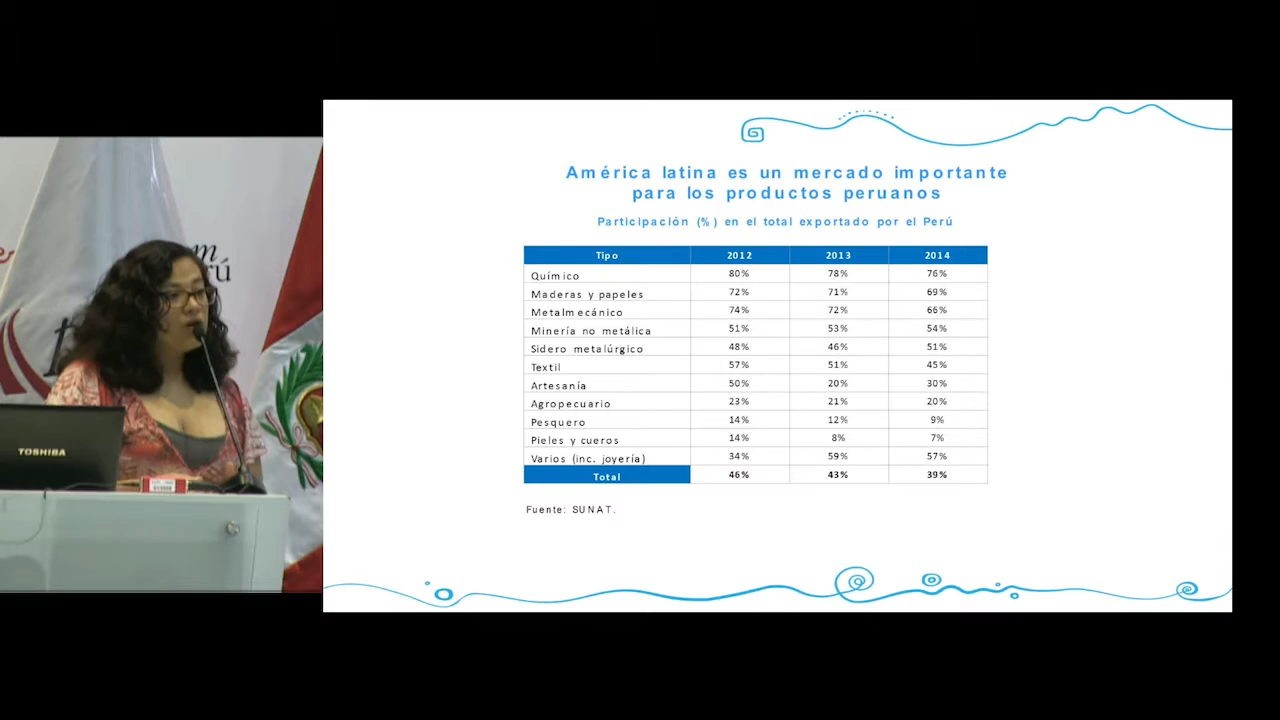 América latina es un mercado importante
para los productos peruanos
Participación (%) en el total exportado por el Perú
Tipo 2012 2013 2014
Químico 80% 78% 76%
Maderas y papeles 72% 71% 69%
Metalmecánico 74% 72% 66%
Minería no metálica 51% 53% 54%
Sidero metalúrgico 48% 46% 51%
Textil 57% 51% 45%
Artesanía 50% 20% 30%
Agropecuario 23% 21% 20%
Pesquero 14% 12% 9%
Pieles y cueros 14% 8% 7%
Varios (inc. joyería) 34% 59% 57%
Total 46% 43% 39%
Fuente: SUNAT.
TOSHIBA